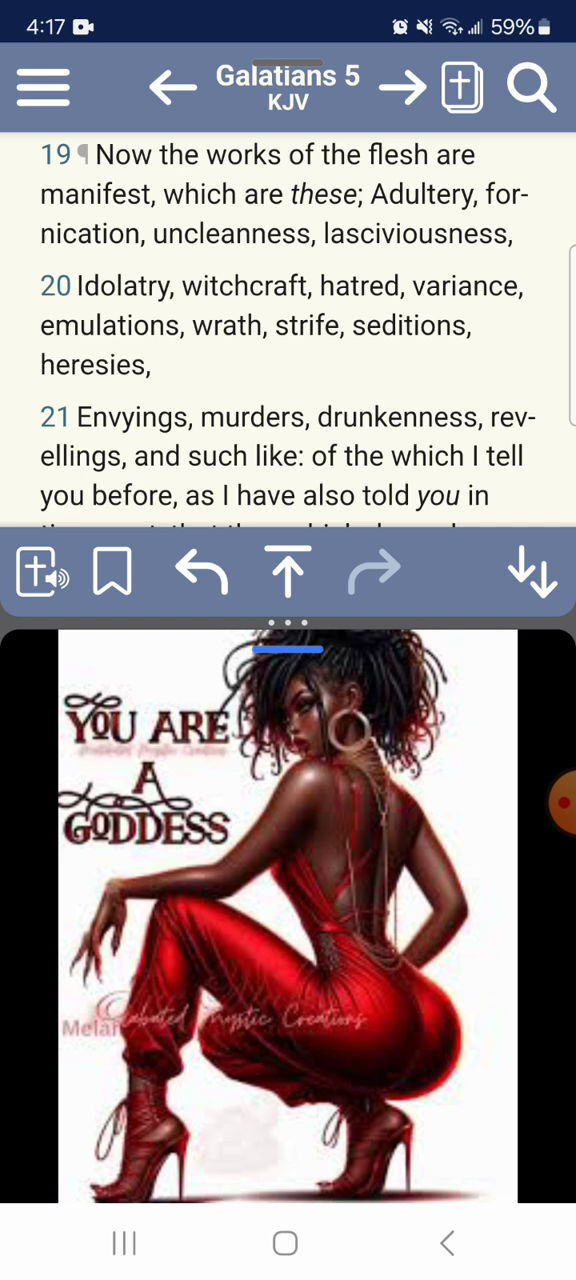 4:17
59%
Galatians 5
KJV
19 ¶ Now the works of the flesh are
manifest, which are these; Adultery, for-
nication, uncleanness, lasciviousness,
20 Idolatry, witchcraft, hatred, variance,
emulations, wrath, strife, seditions,
heresies,
21 Envyings, murders, drunkenness, rev-
ellings, and such like: of the which I tell
you before, as I have also told you in
YOU ARE
A
GODDESS
Mystic Creations